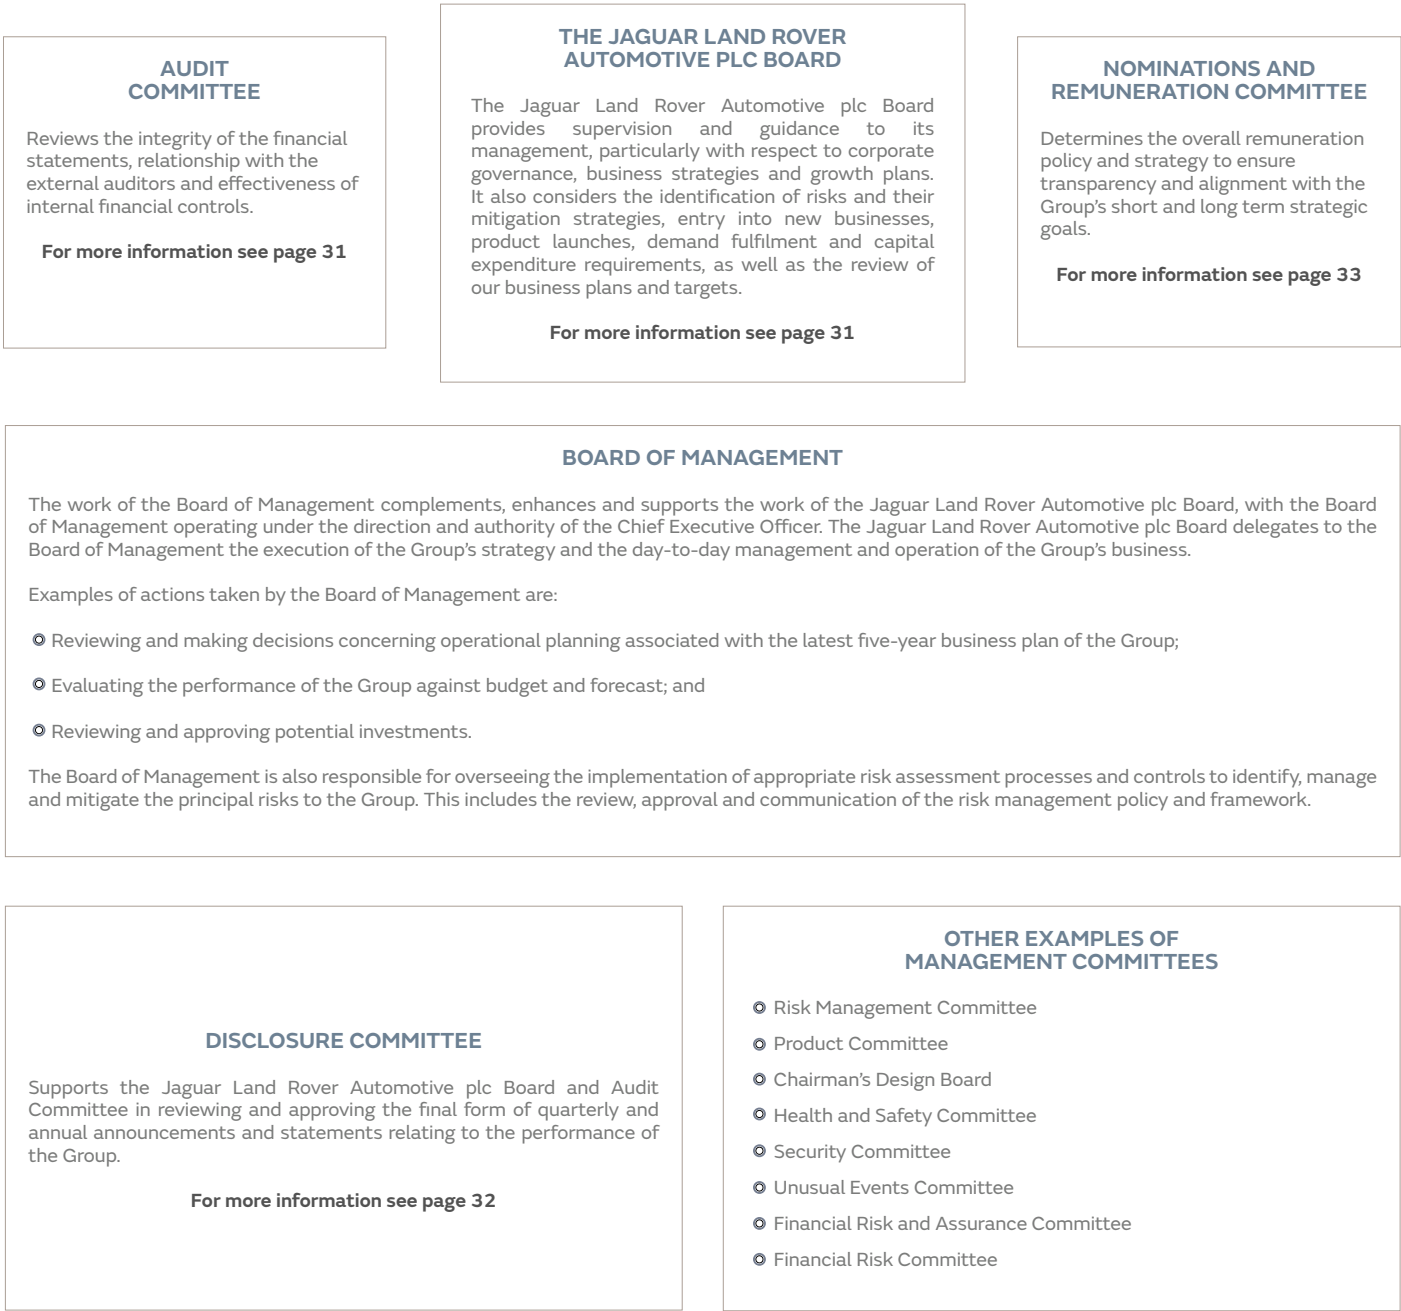 AUDIT
COMMITTEE
Reviews the integrity of the financial
statements, relationship with the
external auditors and effectiveness of
internal financial controls.
For more information see page 31
THE JAGUAR LAND ROVER
AUTOMOTIVE PLC BOARD
The Jaguar Land Rover Automotive plc Board
provides supervision and guidance to its
management, particularly with respect to corporate
governance, business strategies and growth plans.
It also considers the identification of risks and their
mitigation strategies, entry into new businesses,
product launches, demand fulfilment and capital
expenditure requirements, as well as the review of
our business plans and targets.
For more information see page 31
NOMINATIONS AND
REMUNERATION COMMITTEE
Determines the overall remuneration
policy and strategy to ensure
transparency and alignment with the
Group’s short and long term strategic
goals.
For more information see page 33
BOARD OF MANAGEMENT
The work of the Board of Management complements, enhances and supports the work of the Jaguar Land Rover Automotive plc Board, with the Board
of Management operating under the direction and authority of the Chief Executive Officer. The Jaguar Land Rover Automotive plc Board delegates to the
Board of Management the execution of the Group’s strategy and the day-to-day management and operation of the Group’s business.
Examples of actions taken by the Board of Management are:
Reviewing and making decisions concerning operational planning associated with the latest five-year business plan of the Group;
Evaluating the performance of the Group against budget and forecast; and
Reviewing and approving potential investments.
The Board of Management is also responsible for overseeing the implementation of appropriate risk assessment processes and controls to identify, manage
and mitigate the principal risks to the Group. This includes the review, approval and communication of the risk management policy and framework.
DISCLOSURE COMMITTEE
Supports the Jaguar Land Rover Automotive plc Board and Audit
Committee in reviewing and approving the final form of quarterly and
annual announcements and statements relating to the performance of
the Group.
For more information see page 32
OTHER EXAMPLES OF
MANAGEMENT COMMITTEES
Risk Management Committee
Product Committee
Chairman’s Design Board
Health and Safety Committee
Security Committee
Unusual Events Committee
Financial Risk and Assurance Committee
Financial Risk Committee